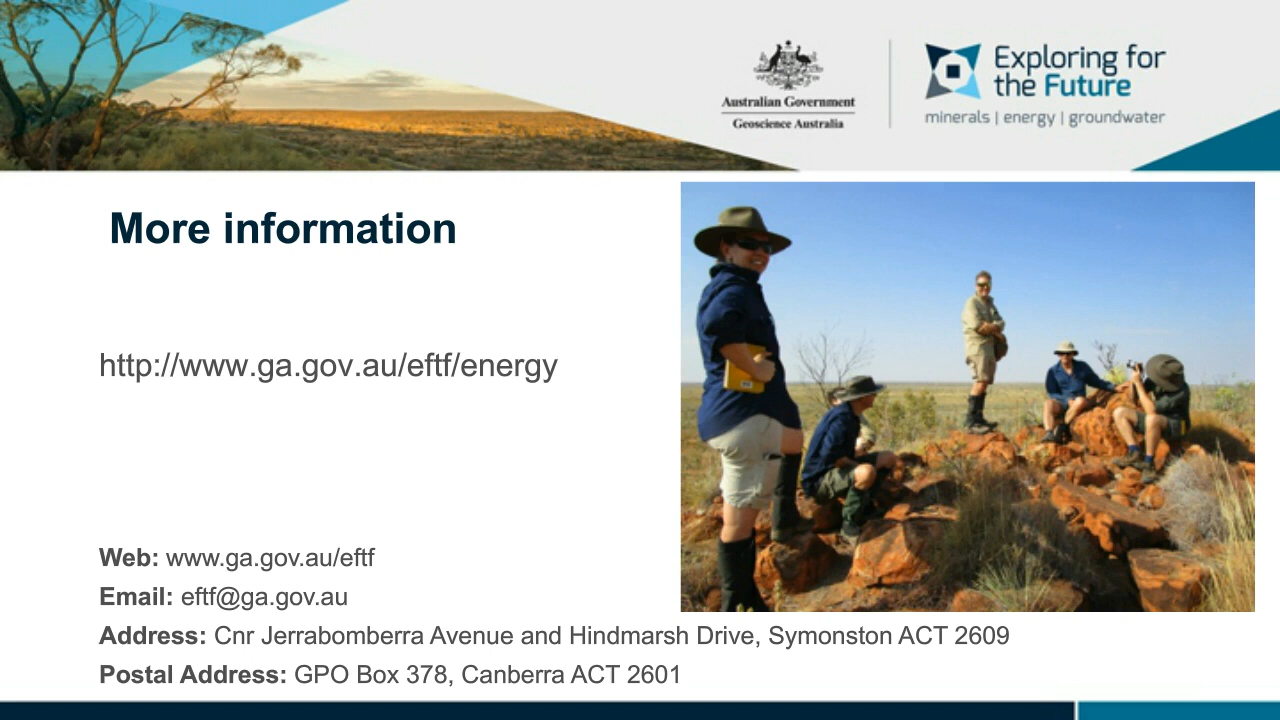 Australian Government
Geoscience Australia
Exploring for
the Future
minerals | energy | groundwater
More information
http://www.ga.gov.au/eftf/energy
Web: www.ga.gov.au/eftf
Email: eftf@ga.gov.au
Address: Cnr Jerrabomberra Avenue and Hindmarsh Drive, Symonston ACT 2609
Postal Address: GPO Box 378, Canberra ACT 2601